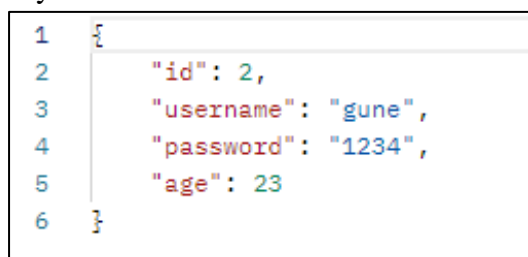 1 {
2 "id": 2,
3 "username": "gune",
4 "password": "1234",
5 "age": 23
6 }